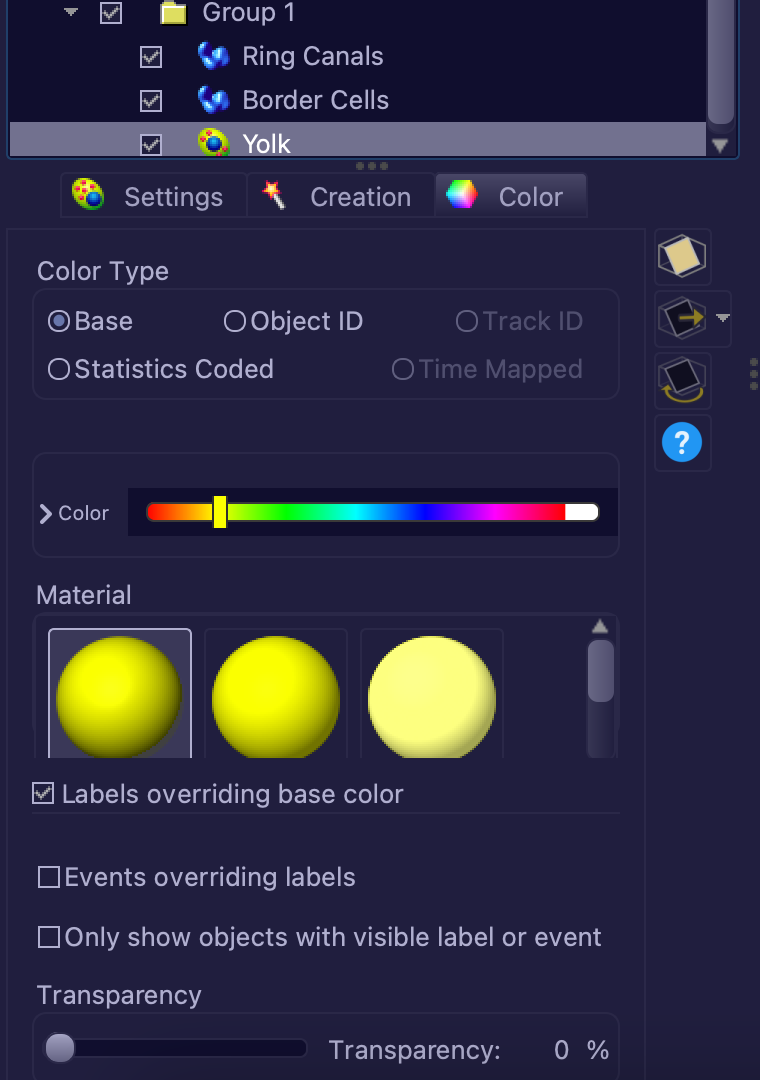 Group 1
Ring Canals
Border Cells
Yolk
Settings Creation Color
Color Type
Base Object ID Track ID
Statistics Coded Time Mapped
?
Color
Material
Labels overriding base color
Events overriding labels
Only show objects with visible label or event
Transparency
Transparency: 0 %